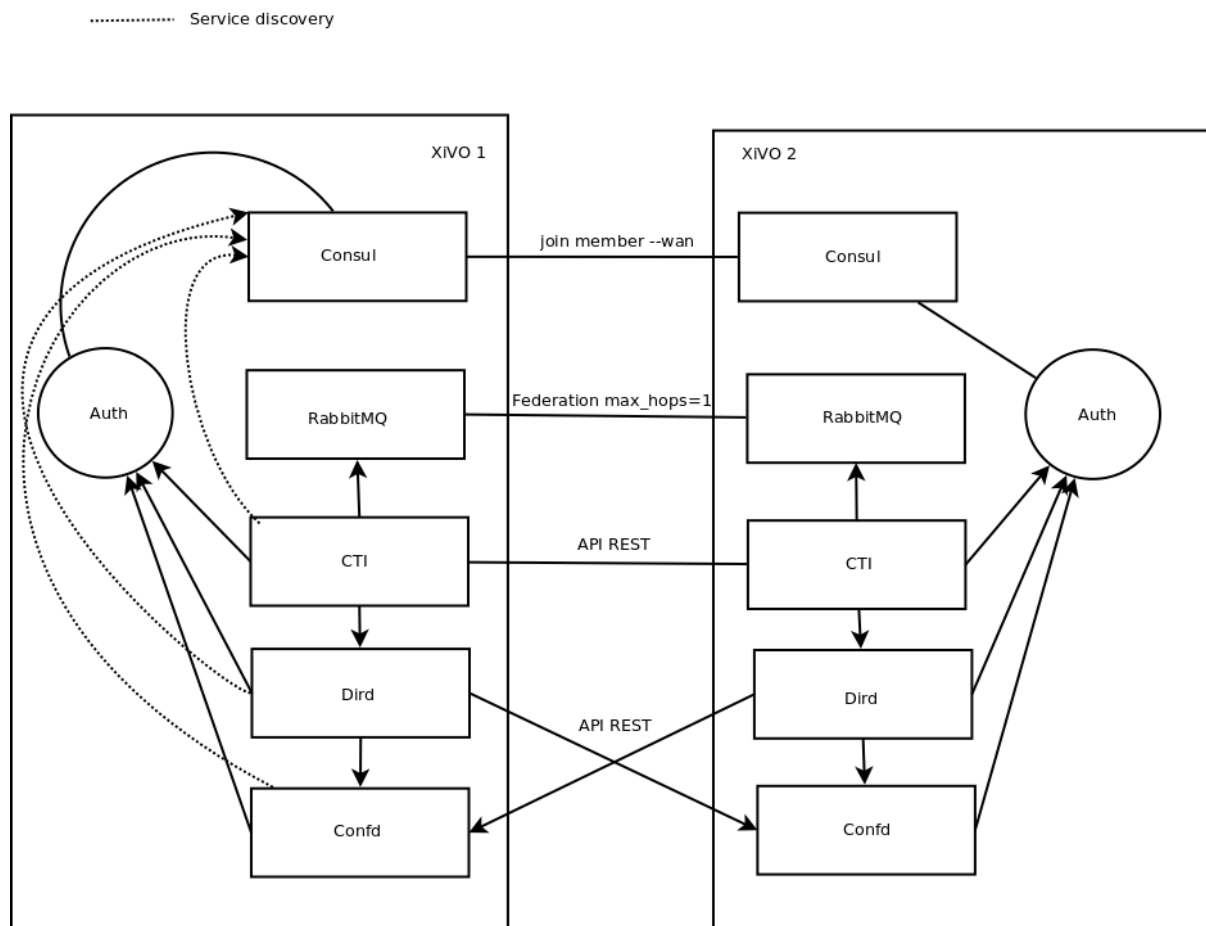 Service discovery
XiVO 1
XiVO 2
Consul
join member --wan
Consul
Auth
RabbitMQ
Federation max_hops=1
RabbitMQ
Auth
CTI
API REST
CTI
Dird
API REST
Dird
Confd
Confd